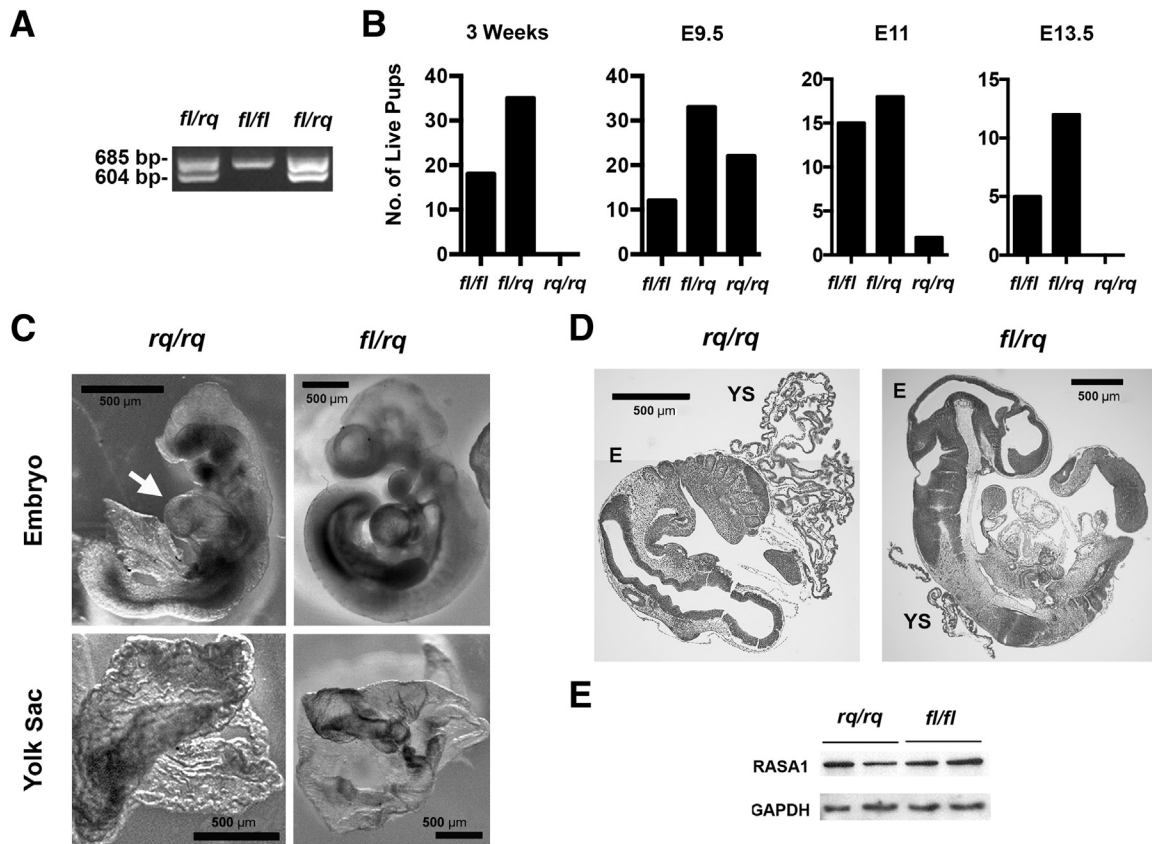 A
fl/rq fl/fl fl/rq
685 bp-
604 bp-
B
No. of Live Pups
3 Weeks
40
30
20
10
0
fl/fl fl/rq rq/rq
E9.5
40
30
20
10
0
fl/fl fl/rq rq/rq
E11
20
15
10
5
0
fl/fl fl/rq rq/rq
E13.5
15
10
5
0
fl/fl fl/rq rq/rq
C
rq/rq fl/rq
Embryo
500 µm
500 µm
Yolk Sac
500 µm
500 µm
D
rq/rq fl/rq
500 µm
YS
E
E
500 µm
YS
E
rq/rq fl/fl
RASA1
GAPDH